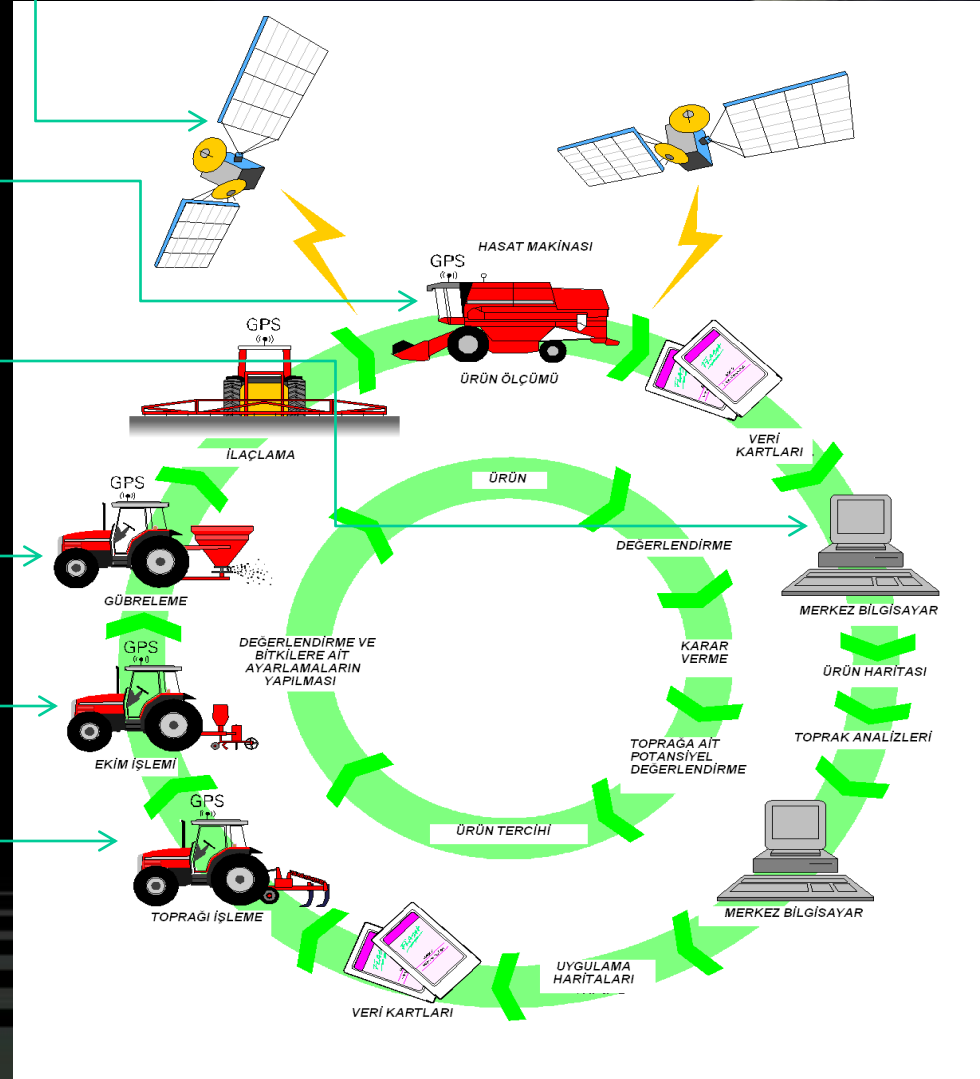 HASAT MAKİNASI
GPS
ÜRÜN ÖLÇÜMÜ
GPS
İLAÇLAMA
VERİ
KARTLARI
ÜRÜN
GPS
GÜBRELEME
DEĞERLENDİRME
MERKEZ BİLGİSAYAR
DEĞERLENDİRME VE
BİTKİLERE AİT
AYARLAMALARIN
YAPILMASI
KARAR
VERME
GPS
EKİM İŞLEMİ
ÜRÜN HARİTASI
TOPRAK ANALİZLERİ
TOPRAĞA AİT
POTANSİYEL
DEĞERLENDİRME
GPS
ÜRÜN TERCİHİ
TOPRAĞI İŞLEME
MERKEZ BİLGİSAYAR
UYGULAMA
HARİTALARI
VERİ KARTLARI